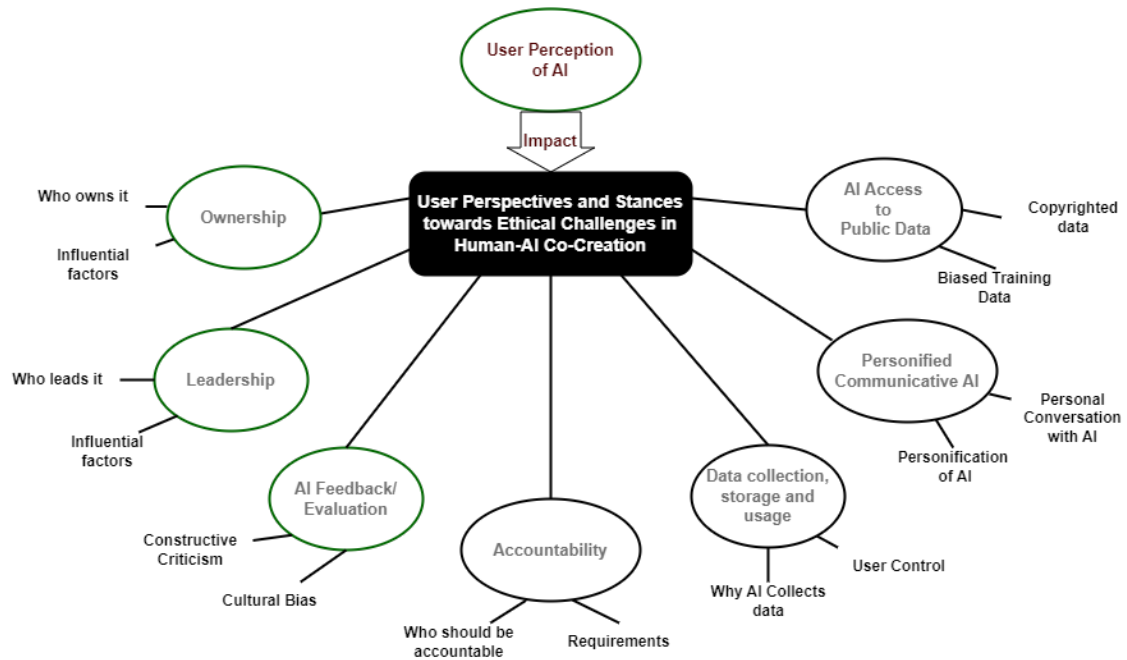 User Perception
of AI
Impact
User Perspectives and Stances
towards Ethical Challenges in
Human-AI Co-Creation
Who owns it
Ownership
Influential
factors
Who leads it
Leadership
Influential
factors
AI Feedback/
Evaluation
Constructive
Criticism
Cultural Bias
Accountability
Who should be
accountable
Requirements
Data collection,
storage and
usage
User Control
Why AI Collects
data
Personified
Communicative AI
Personal
Conversation
with AI
Personification
of AI
AI Access
to
Public Data
Copyrighted
data
Biased Training
Data